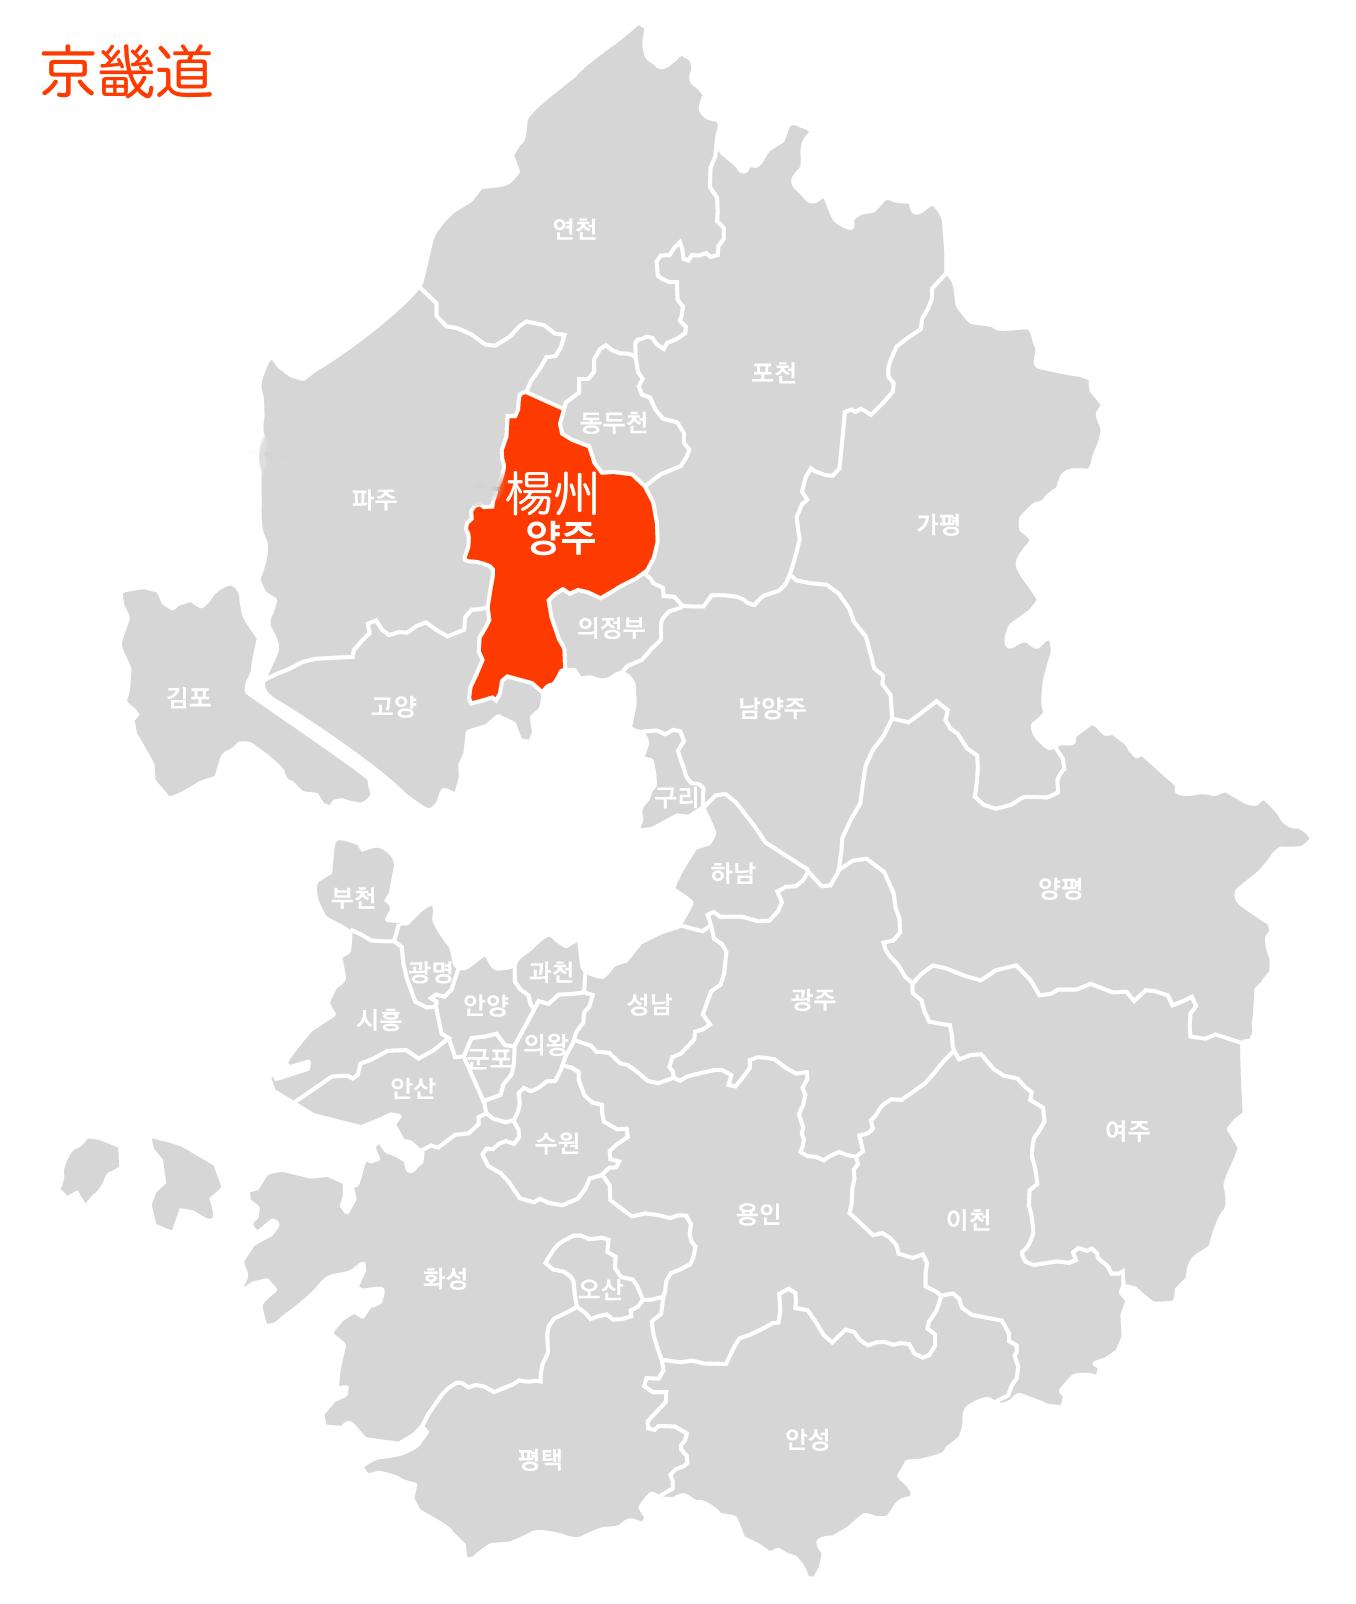 京畿道
연천
포천
동두천
楊州
양주
파주
가평
의정부
김포
고양
남양주
구리
하남
양평
부천
광명
과천
안양
성남
광주
시흥
의왕
군포
안산
여주
수원
용인
이천
화성
오산
안성
평택